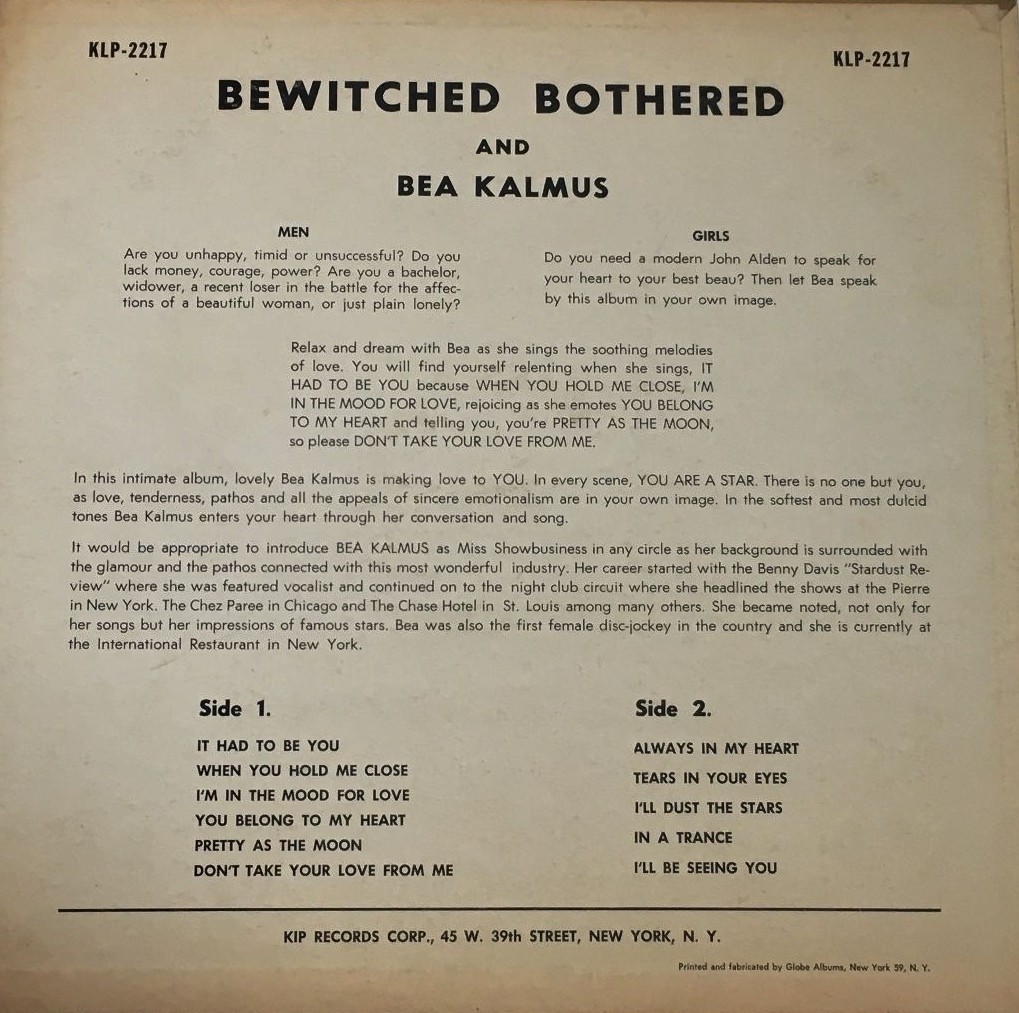 KLP-2217
KLP-2217
BEWITCHED BOTHERED
AND
BEA KALMUS
MEN
Are you unhappy, timid or unsuccessful? Do you
lack money, courage, power? Are you a bachelor,
widower, a recent loser in the battle for the affec-
tions of a beautiful woman, or just plain lonely?
GIRLS
Do you need a modern John Alden to speak for
your heart to your best beau? Then let Bea speak
by this album in your own image.
Relax and dream with Bea as she sings the soothing melodies
of love. You will find yourself relenting when she sings, IT
HAD TO BE YOU because WHEN YOU HOLD ME CLOSE, I'M
IN THE MOOD FOR LOVE, rejoicing as she emotes YOU BELONG
TO MY HEART and telling you, you're PRETTY AS THE MOON,
so please DON'T TAKE YOUR LOVE FROM ME.
In this intimate album, lovely Bea Kalmus is making love to YOU. In every scene, YOU ARE A STAR. There is no one but you,
as love, tenderness, pathos and all the appeals of sincere emotionalism are in your own image. In the softest and most dulcid
tones Bea Kalmus enters your heart through her conversation and song.
It would be appropriate to introduce BEA KALMUS as Miss Showbusiness in any circle as her background is surrounded with
the glamour and the pathos connected with this most wonderful industry. Her career started with the Benny Davis "Stardust Re-
view" where she was featured vocalist and continued on to the night club circuit where she headlined the shows at the Pierre
in New York. The Chez Paree in Chicago and The Chase Hotel in St. Louis among many others. She became noted, not only for
her songs but her impressions of famous stars. Bea was also the first female disc-jockey in the country and she is currently at
the International Restaurant in New York.
Side 1.
IT HAD TO BE YOU
WHEN YOU HOLD ME CLOSE
I'M IN THE MOOD FOR LOVE
YOU BELONG TO MY HEART
PRETTY AS THE MOON
DON'T TAKE YOUR LOVE FROM ME
Side 2.
ALWAYS IN MY HEART
TEARS IN YOUR EYES
I'LL DUST THE STARS
IN A TRANCE
I'LL BE SEEING YOU
KIP RECORDS CORP., 45 W. 39th STREET, NEW YORK, N. Y.
Printed and fabricated by Globe Albums, New York 59, N. Y.